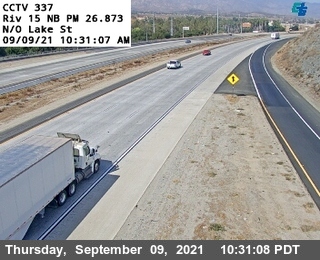 CCTV 337
Riv 15 NB PM 26.873
N/O Lake St
09/09/21 10:31:07 AM
1
Thursday, September 09, 2021 10:31:08 PDT